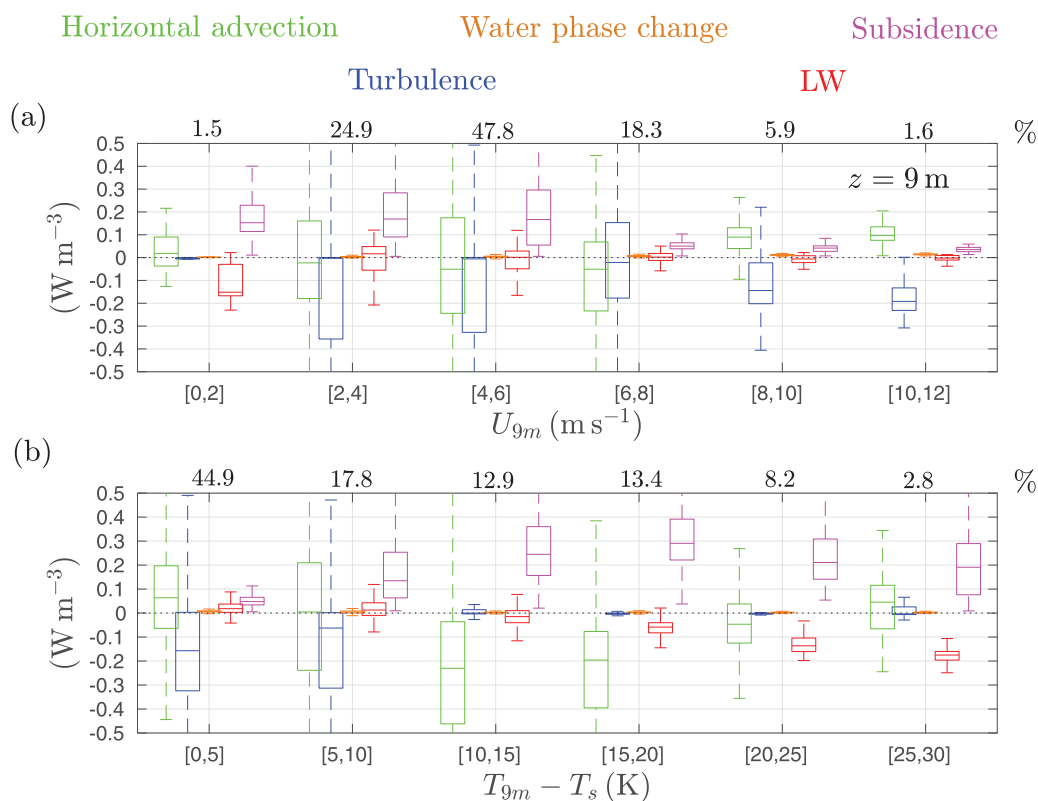 Horizontal advection Water phase change Subsidence
Turbulence LW
(a)
1.5 24.9 47.8 18.3 5.9 1.6 %
z = 9 m
0.5
0.4
0.3
0.2
0.1
0
-0.1
-0.2
-0.3
-0.4
-0.5
(W m⁻³)
[0,2] [2,4] [4,6] [6,8] [8,10] [10,12]
U₉ₘ (m s⁻¹)
(b)
44.9 17.8 12.9 13.4 8.2 2.8 %
0.5
0.4
0.3
0.2
0.1
0
-0.1
-0.2
-0.3
-0.4
-0.5
(W m⁻³)
[0,5] [5,10] [10,15] [15,20] [20,25] [25,30]
T₉ₘ − Tₛ (K)